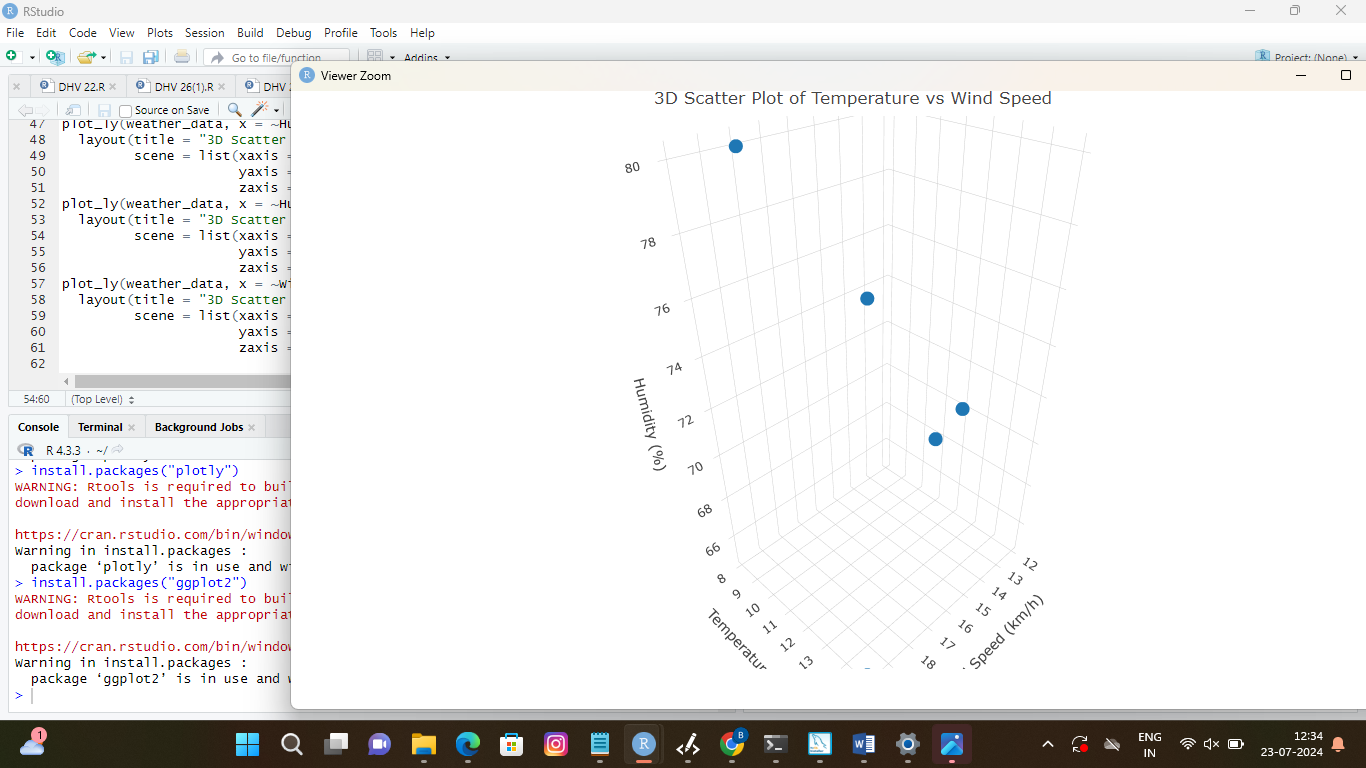 RStudio
File Edit Code View Plots Session Build Debug Profile Tools Help
Go to file/function Addins Project: (None)
DHV 22.R DHV 26(1).R DHV
Source on Save
47 plot_ly(weather_data, x = ~Hu
48 layout(title = "3D Scatter
49 scene = list(xaxis =
50 yaxis =
51 zaxis =
52 plot_ly(weather_data, x = ~Hu
53 layout(title = "3D Scatter
54 scene = list(xaxis =
55 yaxis =
56 zaxis =
57 plot_ly(weather_data, x = ~Wi
58 layout(title = "3D Scatter
59 scene = list(xaxis =
60 yaxis =
61 zaxis =
62
54:60 (Top Level)
Console Terminal Background Jobs
R 4.3.3 · ~/
> install.packages("plotly")
WARNING: Rtools is required to buil
download and install the appropriat
https://cran.rstudio.com/bin/window
Warning in install.packages :
package ‘plotly’ is in use and wi
> install.packages("ggplot2")
WARNING: Rtools is required to buil
download and install the appropriat
https://cran.rstudio.com/bin/window
Warning in install.packages :
package ‘ggplot2’ is in use and w
>
Viewer Zoom
3D Scatter Plot of Temperature vs Wind Speed
80
78
76
74
72
70
68
66
Humidity (%)
8
9
10
11
12
13
Temperatur
12
13
14
15
16
17
18
Speed (km/h)
1
ENG
IN
12:34
23-07-2024